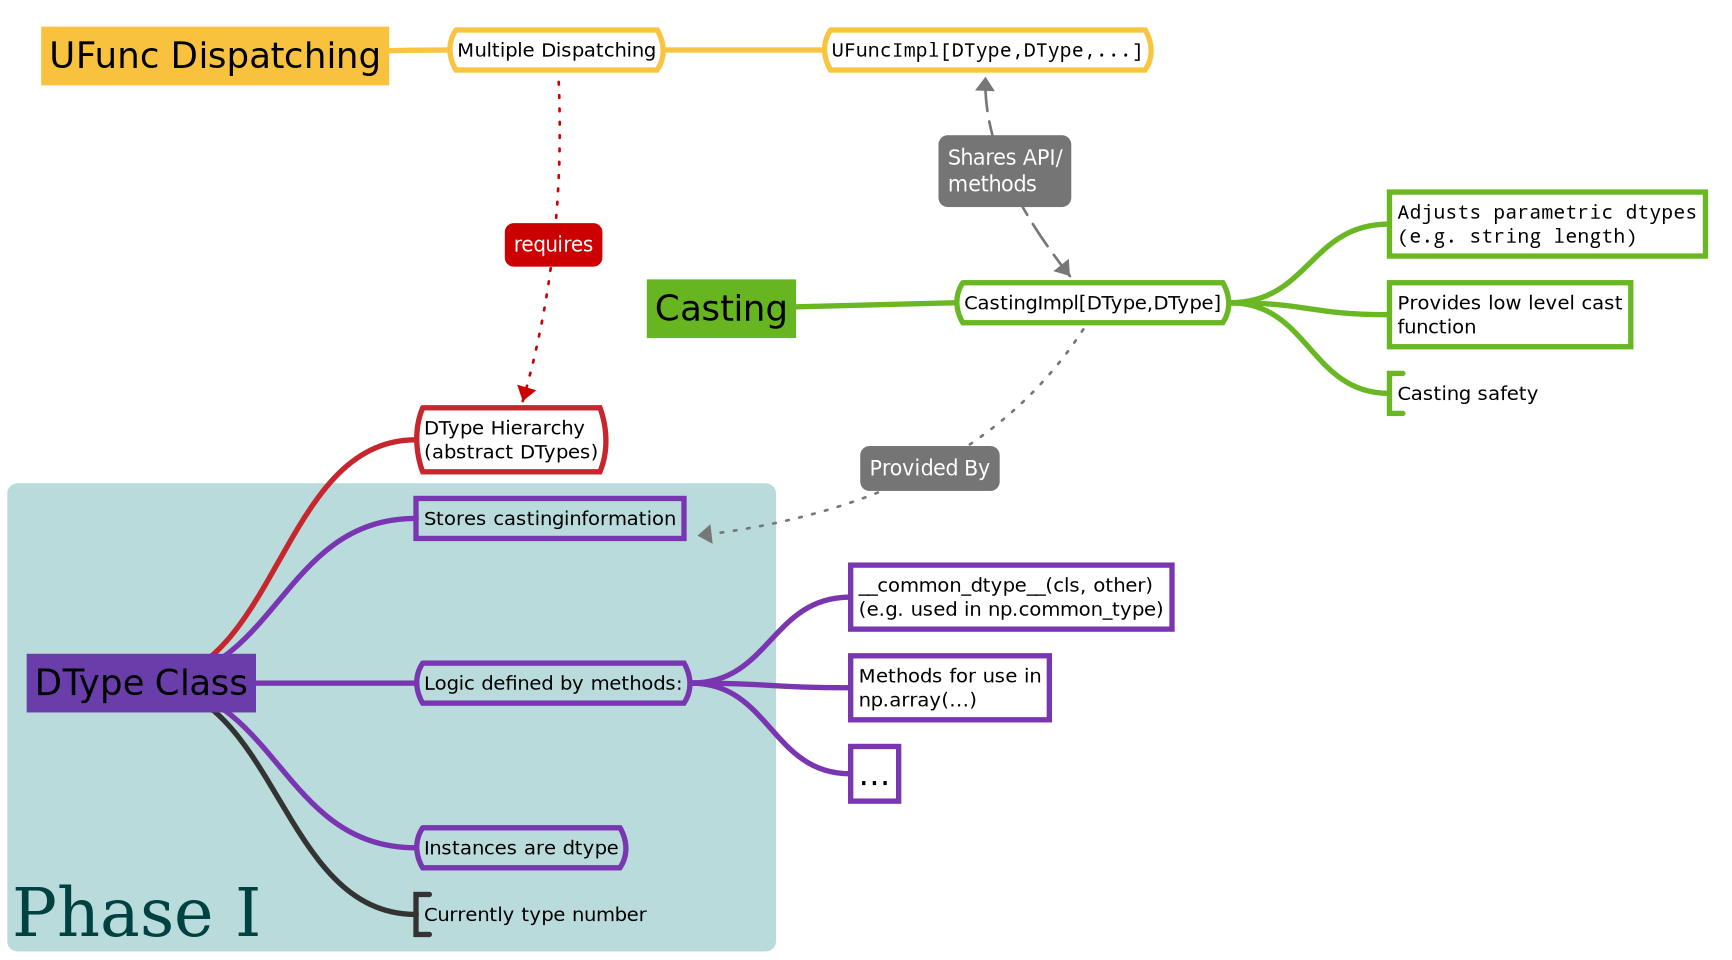 UFunc Dispatching
Multiple Dispatching
UFuncImpl[DType,DType,...]
Shares API/
methods
requires
Casting
CastingImpl[DType,DType]
Adjusts parametric dtypes
(e.g. string length)
Provides low level cast
function
Casting safety
Provided By
DType Hierarchy
(abstract DTypes)
Stores castinginformation
DType Class
Logic defined by methods:
__common_dtype__(cls, other)
(e.g. used in np.common_type)
Methods for use in
np.array(...)
...
Instances are dtype
Currently type number
Phase I